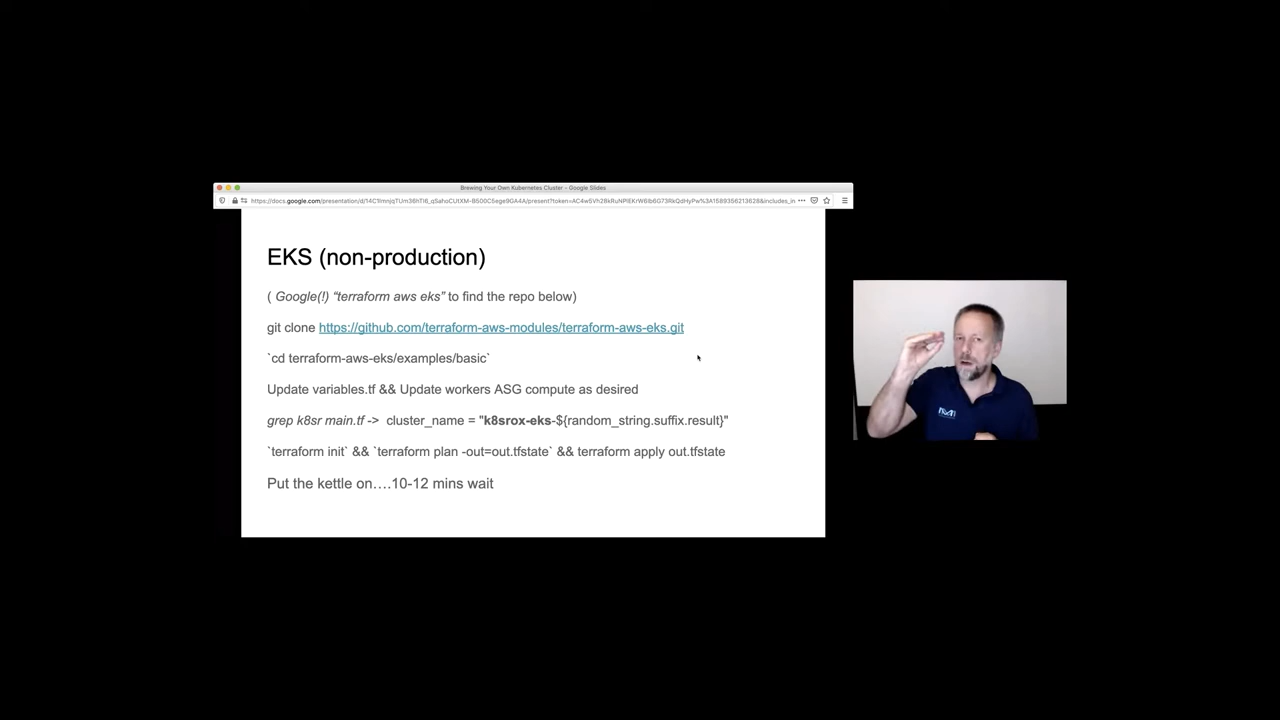 Brewing Your Own Kubernetes Cluster - Google Slides
EKS (non-production)
( Google(!) “terraform aws eks” to find the repo below)
git clone https://github.com/terraform-aws-modules/terraform-aws-eks.git
`cd terraform-aws-eks/examples/basic`
Update variables.tf && Update workers ASG compute as desired
grep k8sr main.tf -> cluster_name = "k8srox-eks-${random_string.suffix.result}"
`terraform init` && `terraform plan -out=out.tfstate` && terraform apply out.tfstate
Put the kettle on….10-12 mins wait